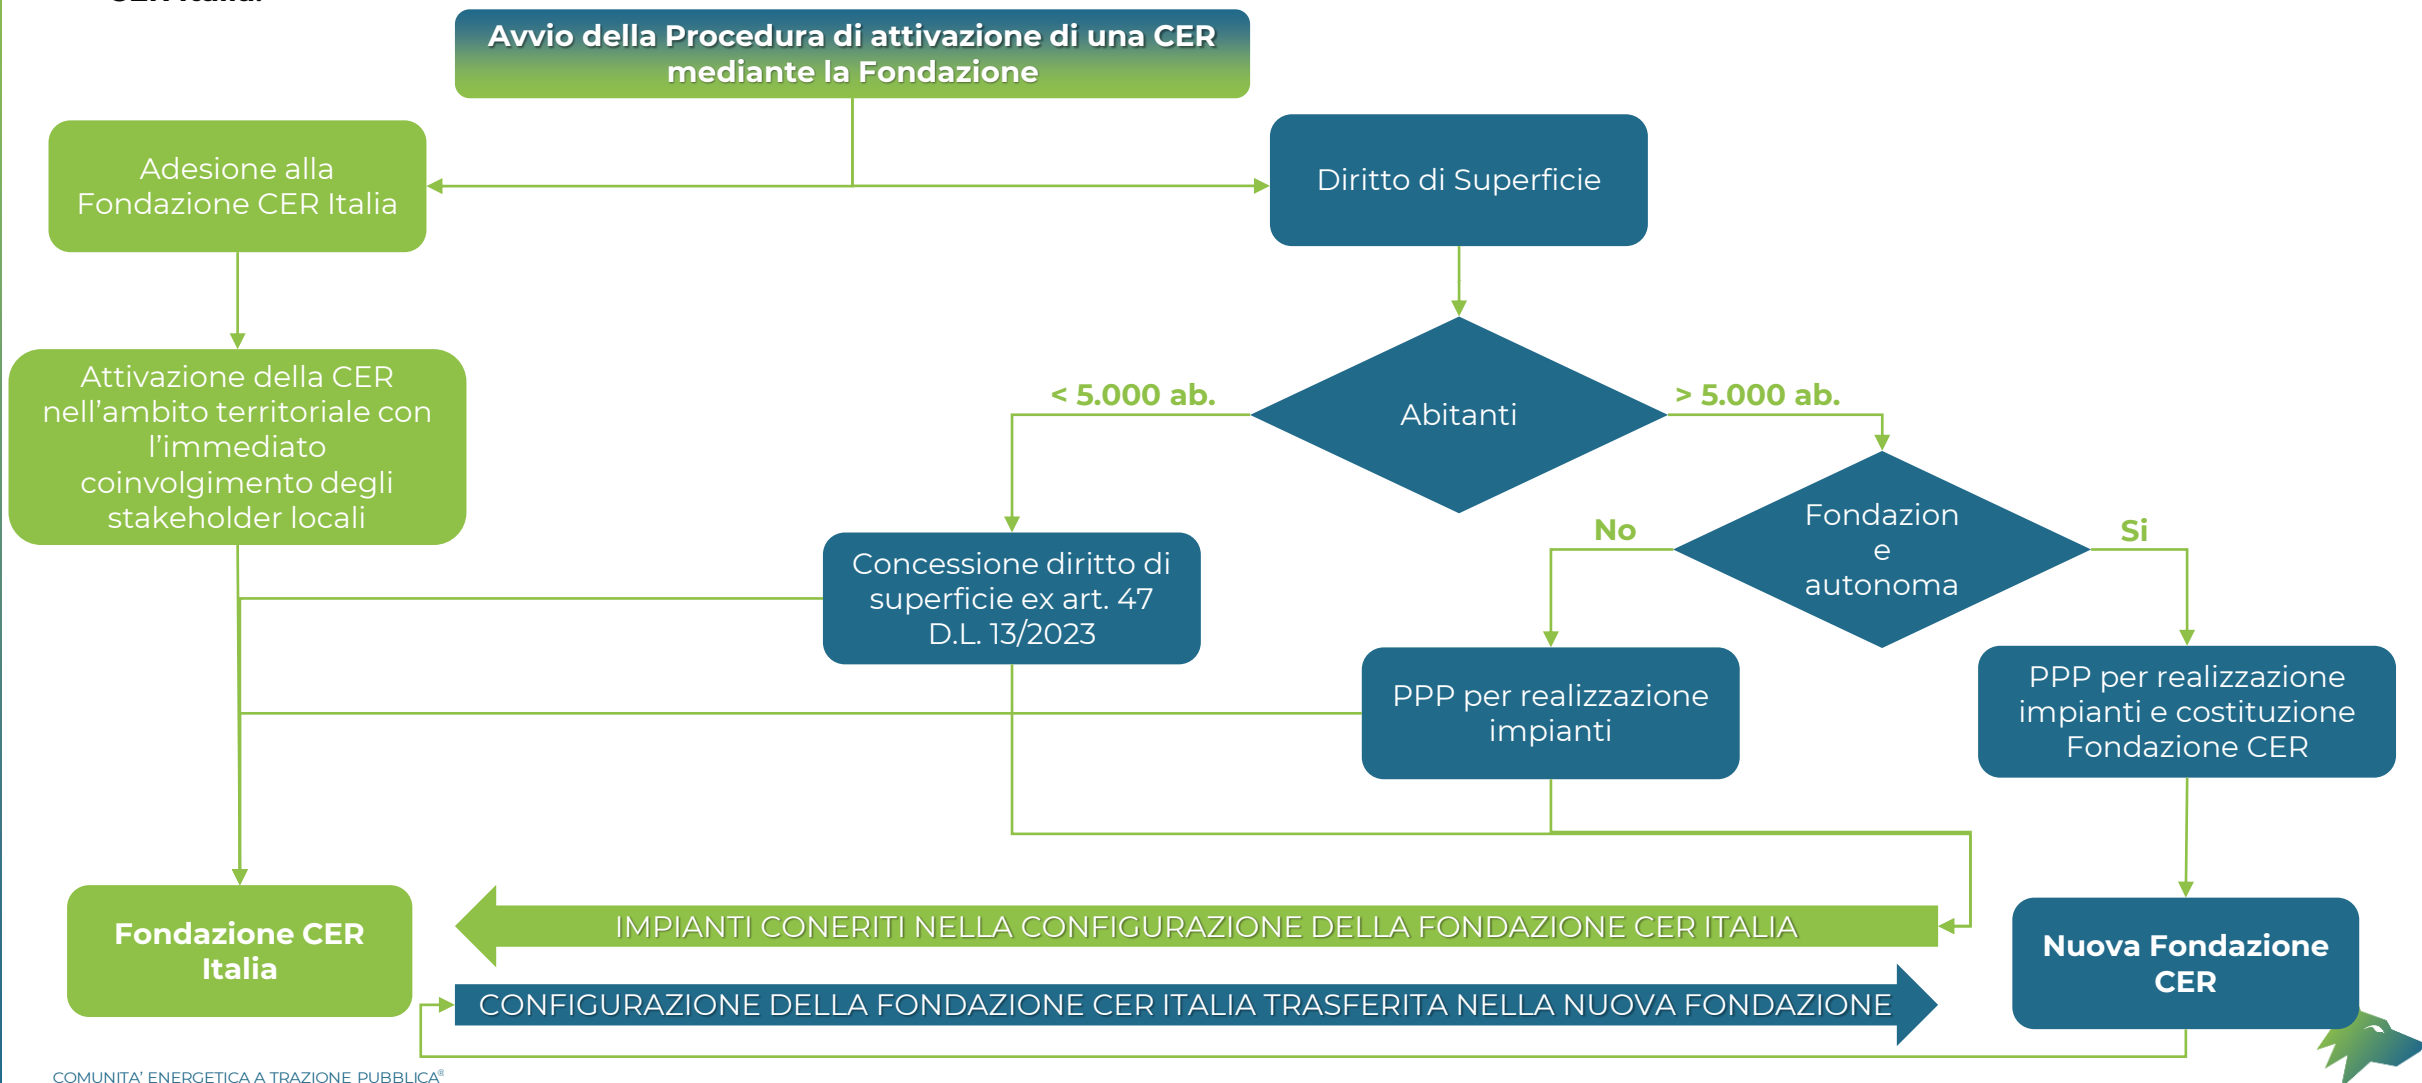 CER Italia.
Avvio della Procedura di attivazione di una CER
mediante la Fondazione
Adesione alla
Fondazione CER Italia
Diritto di Superficie
Attivazione della CER
nell'ambito territoriale con
l'immediato
coinvolgimento degli
stakeholder locali
< 5.000 ab.
Abitanti
> 5.000 ab.
Concessione diritto di
superficie ex art. 47
D.L. 13/2023
No
Fondazion
e
autonoma
Si
PPP per realizzazione
impianti
PPP per realizzazione
impianti e costituzione
Fondazione CER
Fondazione CER
Italia
IMPIANTI CONERITI NELLA CONFIGURAZIONE DELLA FONDAZIONE CER ITALIA
CONFIGURAZIONE DELLA FONDAZIONE CER ITALIA TRASFERITA NELLA NUOVA FONDAZIONE
Nuova Fondazione
CER
COMUNITA' ENERGETICA A TRAZIONE PUBBLICA®